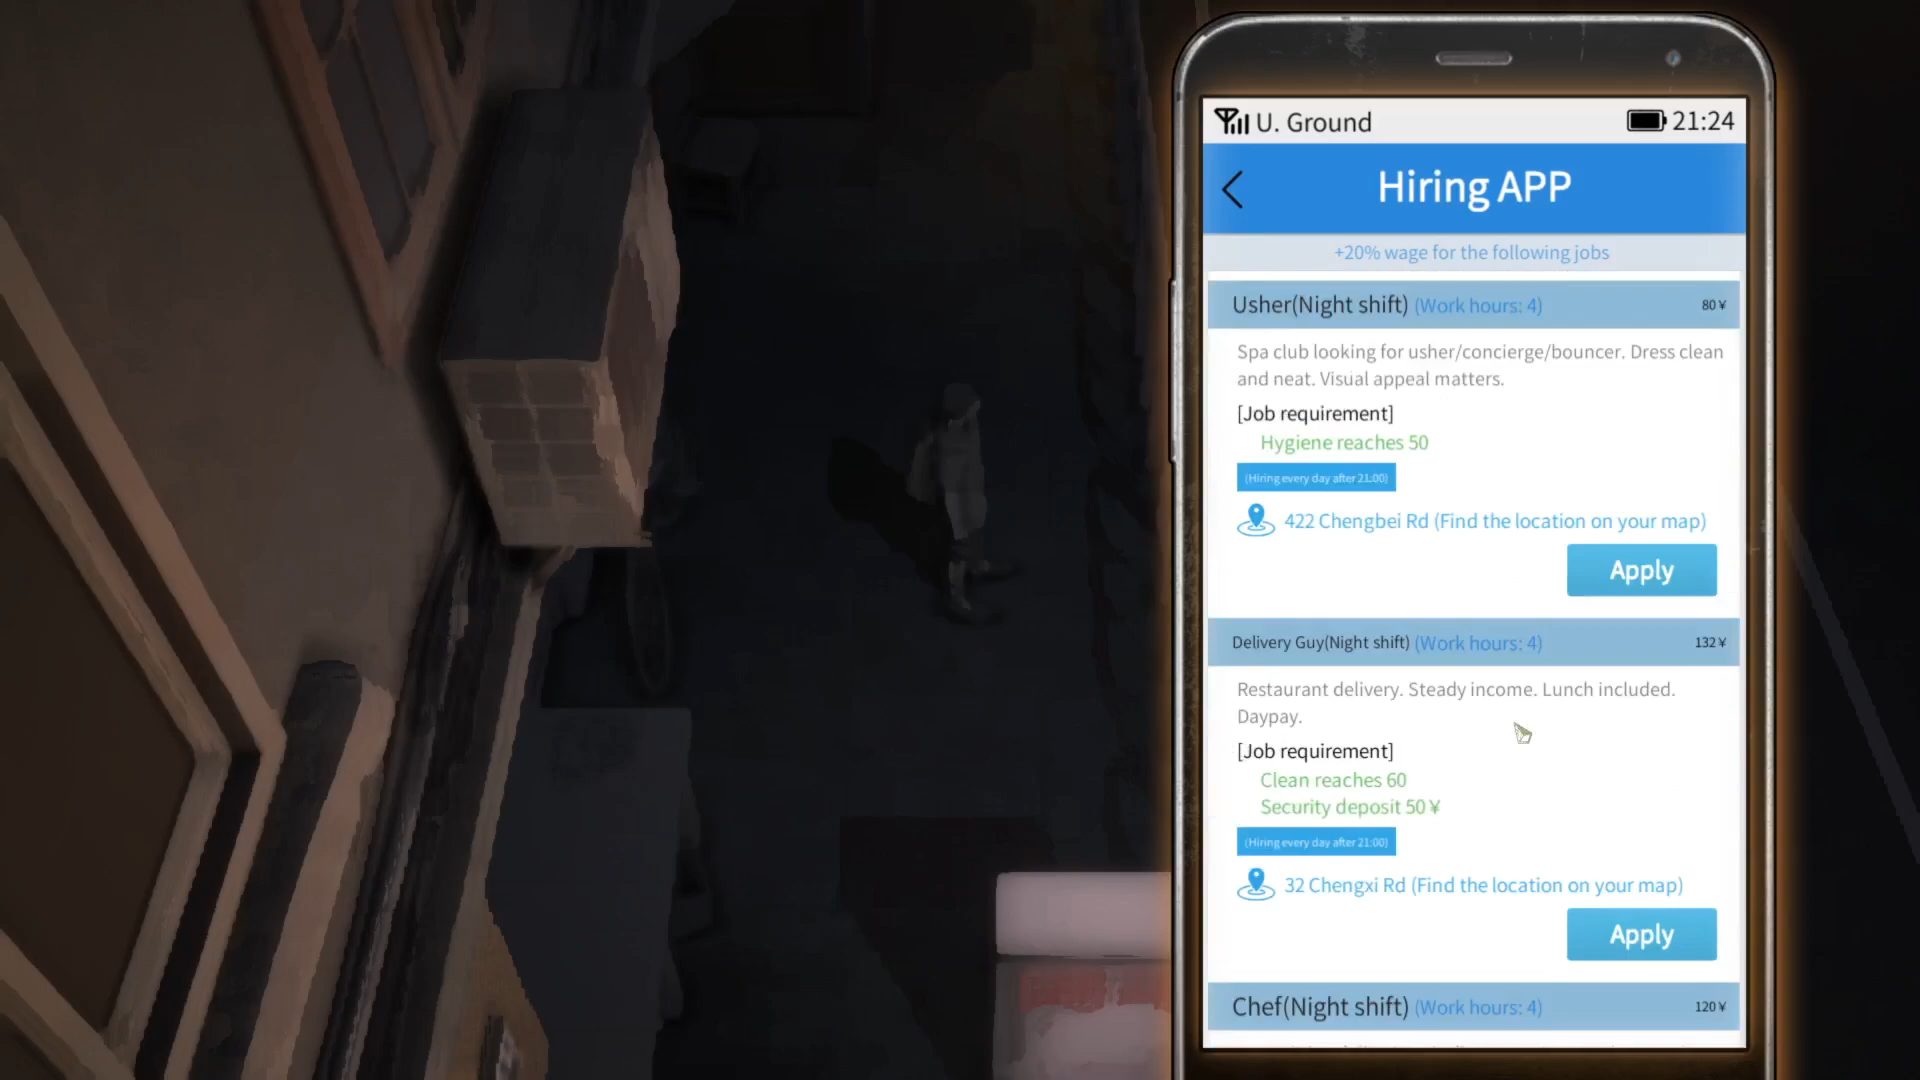 U. Ground
21:24
Hiring APP
+20% wage for the following jobs
Usher(Night shift) (Work hours: 4) 80¥
Spa club looking for usher/concierge/bouncer. Dress clean
and neat. Visual appeal matters.
[Job requirement]
Hygiene reaches 50
(Hiring every day after 21:00)
422 Chengbei Rd (Find the location on your map)
Apply
Delivery Guy(Night shift) (Work hours: 4) 132¥
Restaurant delivery. Steady income. Lunch included.
Daypay.
[Job requirement]
Clean reaches 60
Security deposit 50¥
(Hiring every day after 21:00)
32 Chengxi Rd (Find the location on your map)
Apply
Chef(Night shift) (Work hours: 4) 120¥